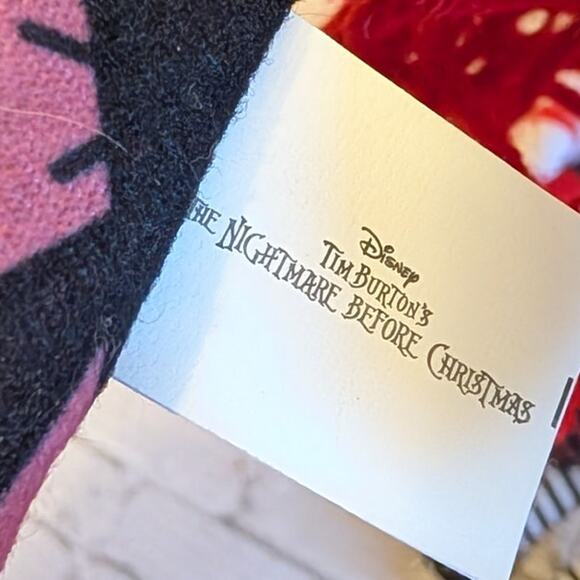 Disney
Tim Burton's
The Nightmare Before Christmas